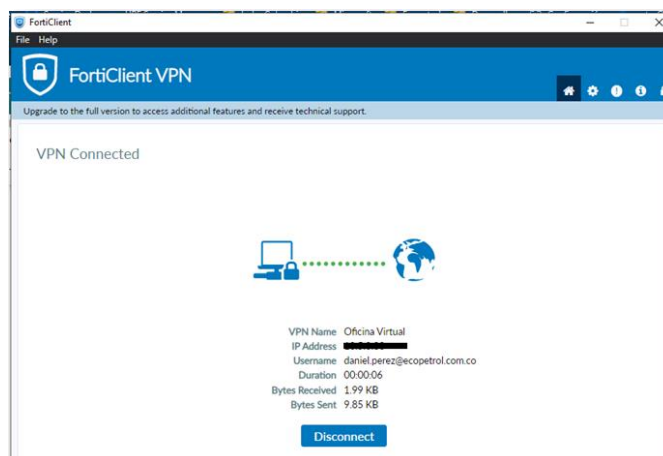 FortiClient
File Help
FortiClient VPN
Upgrade to the full version to access additional features and receive technical support.
VPN Connected
VPN Name Oficina Virtual
IP Address
Username daniel.perez@ecopetrol.com.co
Duration 00:00:06
Bytes Received 1.99 KB
Bytes Sent 9.85 KB
Disconnect